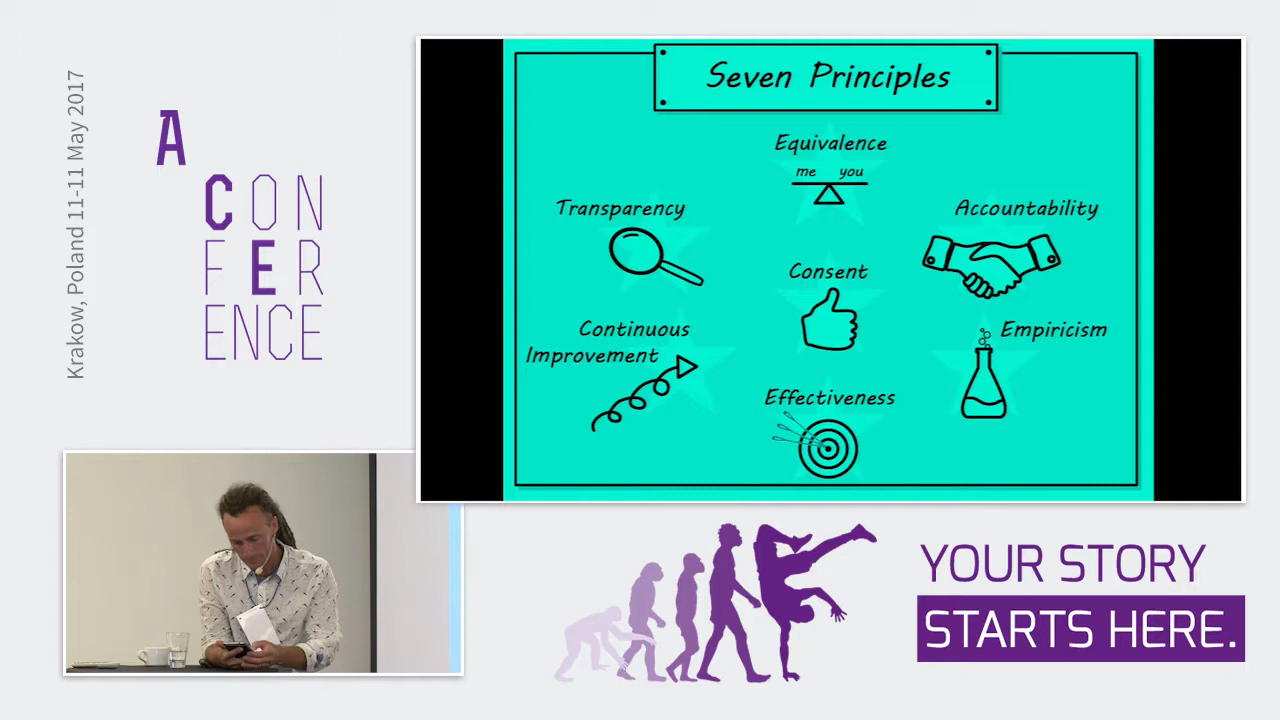 Krakow, Poland 11-11 May 2017
A
CON
FER
ENCE
Seven Principles
Equivalence
me you
Transparency
Accountability
Consent
Continuous
Improvement
Empiricism
Effectiveness
YOUR STORY
STARTS HERE.